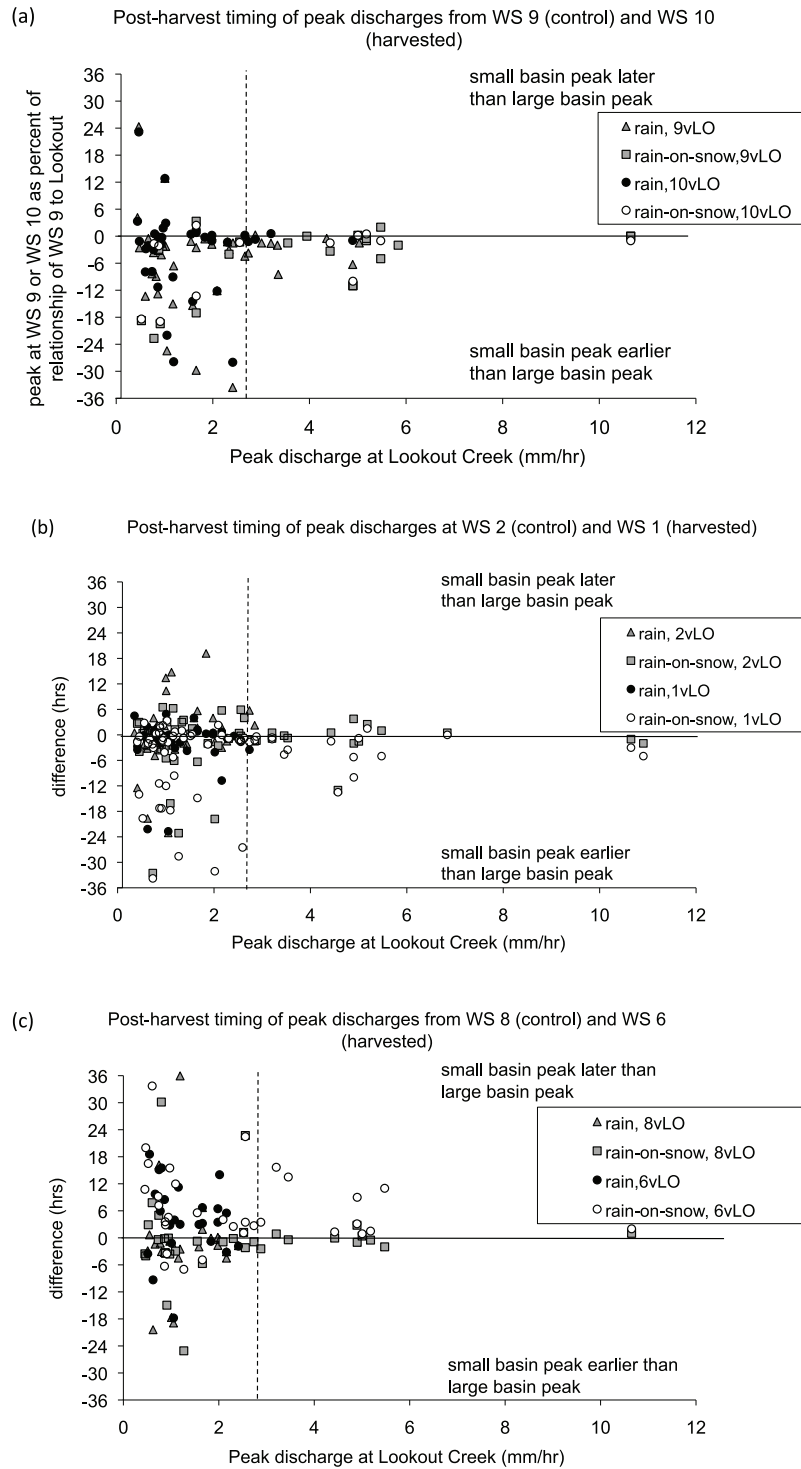 (a)
Post-harvest timing of peak discharges from WS 9 (control) and WS 10
(harvested)
peak at WS 9 or WS 10 as percent of
relationship of WS 9 to Lookout
36
30
24
18
12
6
0
-6
-12
-18
-24
-30
-36
small basin peak later
than large basin peak
rain, 9vLO
rain-on-snow,9vLO
rain,10vLO
rain-on-snow,10vLO
small basin peak earlier
than large basin peak
0 2 4 6 8 10 12
Peak discharge at Lookout Creek (mm/hr)
(b)
Post-harvest timing of peak discharges at WS 2 (control) and WS 1 (harvested)
difference (hrs)
36
30
24
18
12
6
0
-6
-12
-18
-24
-30
-36
small basin peak later
than large basin peak
rain, 2vLO
rain-on-snow, 2vLO
rain,1vLO
rain-on-snow, 1vLO
small basin peak earlier
than large basin peak
0 2 4 6 8 10 12
Peak discharge at Lookout Creek (mm/hr)
(c)
Post-harvest timing of peak discharges from WS 8 (control) and WS 6
(harvested)
difference (hrs)
36
30
24
18
12
6
0
-6
-12
-18
-24
-30
-36
small basin peak later than
large basin peak
rain, 8vLO
rain-on-snow, 8vLO
rain,6vLO
rain-on-snow, 6vLO
small basin peak earlier than
large basin peak
0 2 4 6 8 10 12
Peak discharge at Lookout Creek (mm/hr)